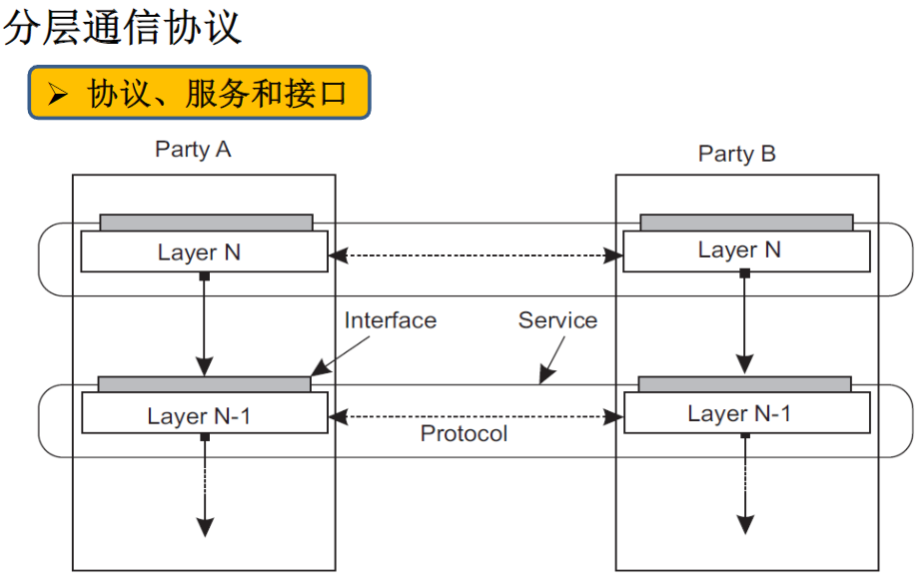 分层通信协议
➢ 协议、服务和接口
Party A
Party B
Layer N
Layer N
Interface
Service
Layer N-1
Layer N-1
Protocol